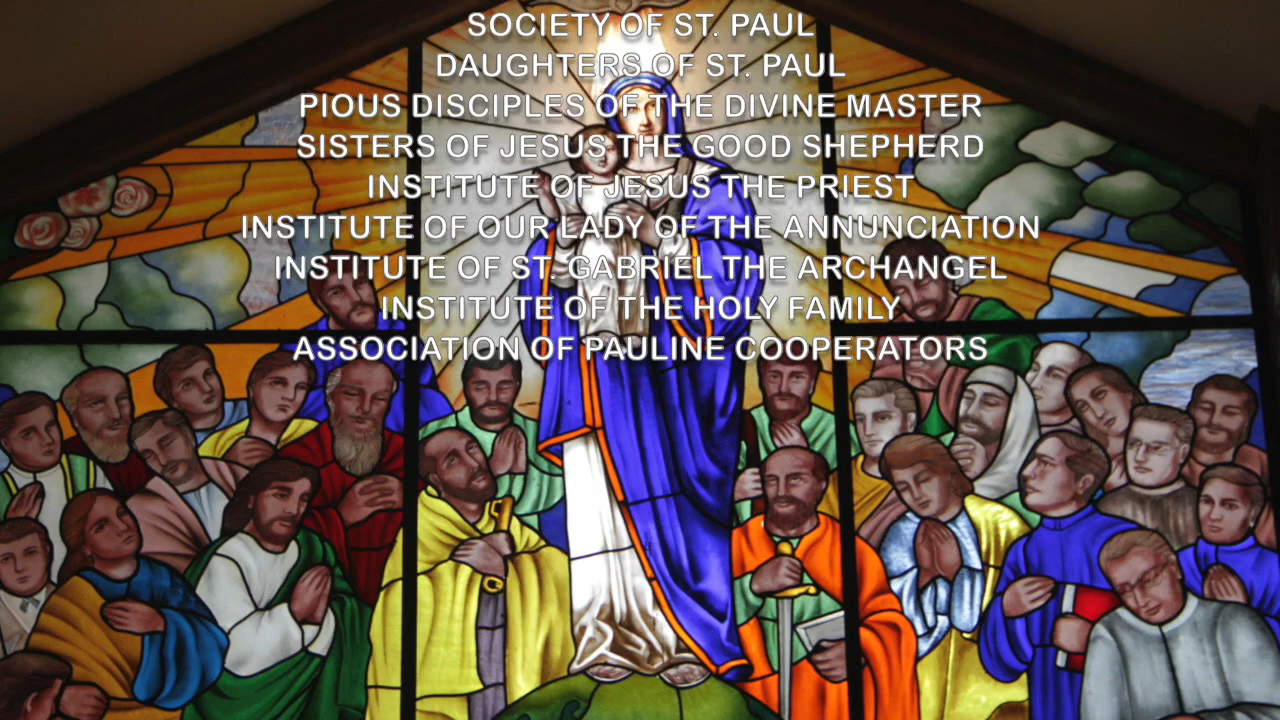 SOCIETY OF ST. PAUL
DAUGHTERS OF ST. PAUL
PIOUS DISCIPLES OF THE DIVINE MASTER
SISTERS OF JESUS THE GOOD SHEPHERD
INSTITUTE OF JESUS THE PRIEST
INSTITUTE OF OUR LADY OF THE ANNUNCIATION
INSTITUTE OF ST. GABRIEL THE ARCHANGEL
INSTITUTE OF THE HOLY FAMILY
ASSOCIATION OF PAULINE COOPERATORS